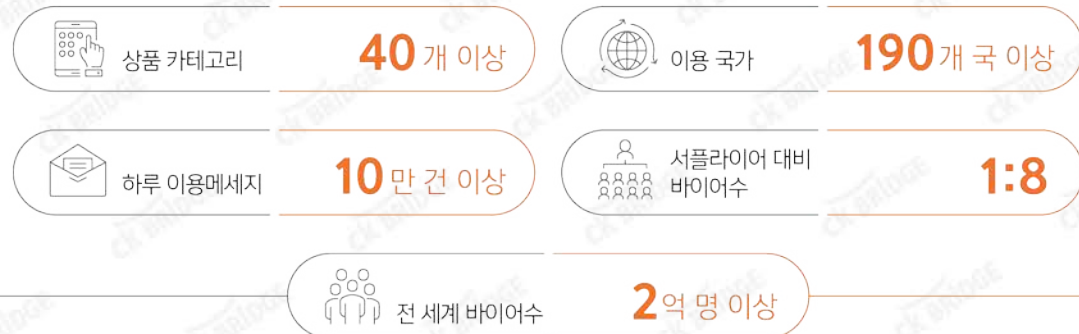 상품 카테고리
40개 이상
이용 국가
190개 국 이상
하루 이용메세지
10만 건 이상
서플라이어 대비
바이어수
1:8
전 세계 바이어수
2억 명 이상
CK BRIDGE